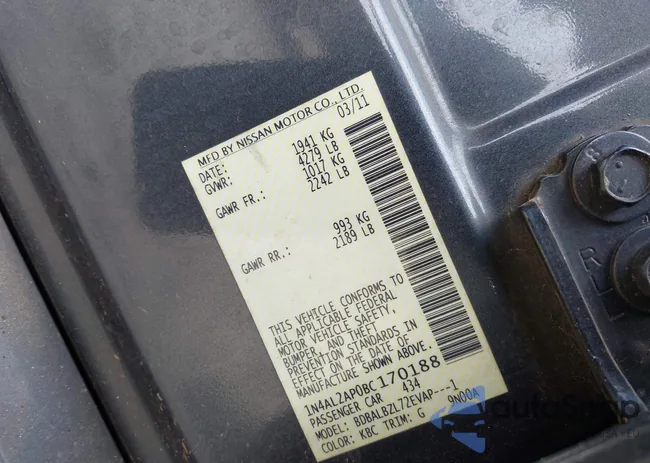 MFD BY NISSAN MOTOR CO., LTD.
DATE: 03/11
GVWR: 1941 KG
4279 LB
GAWR FR.: 1017 KG
2242 LB
GAWR RR.: 993 KG
2189 LB
THIS VEHICLE CONFORMS TO
ALL APPLICABLE FEDERAL
MOTOR VEHICLE SAFETY,
BUMPER, AND THEFT
PREVENTION STANDARDS IN
EFFECT ON THE DATE OF
MANUFACTURE SHOWN ABOVE.
1N4AL2AP0BC170188
PASSENGER CAR 434
MODEL: BDBALBZL72EVAP---1
COLOR: KBC TRIM: G 9N00A
8
R
L
autoSnap